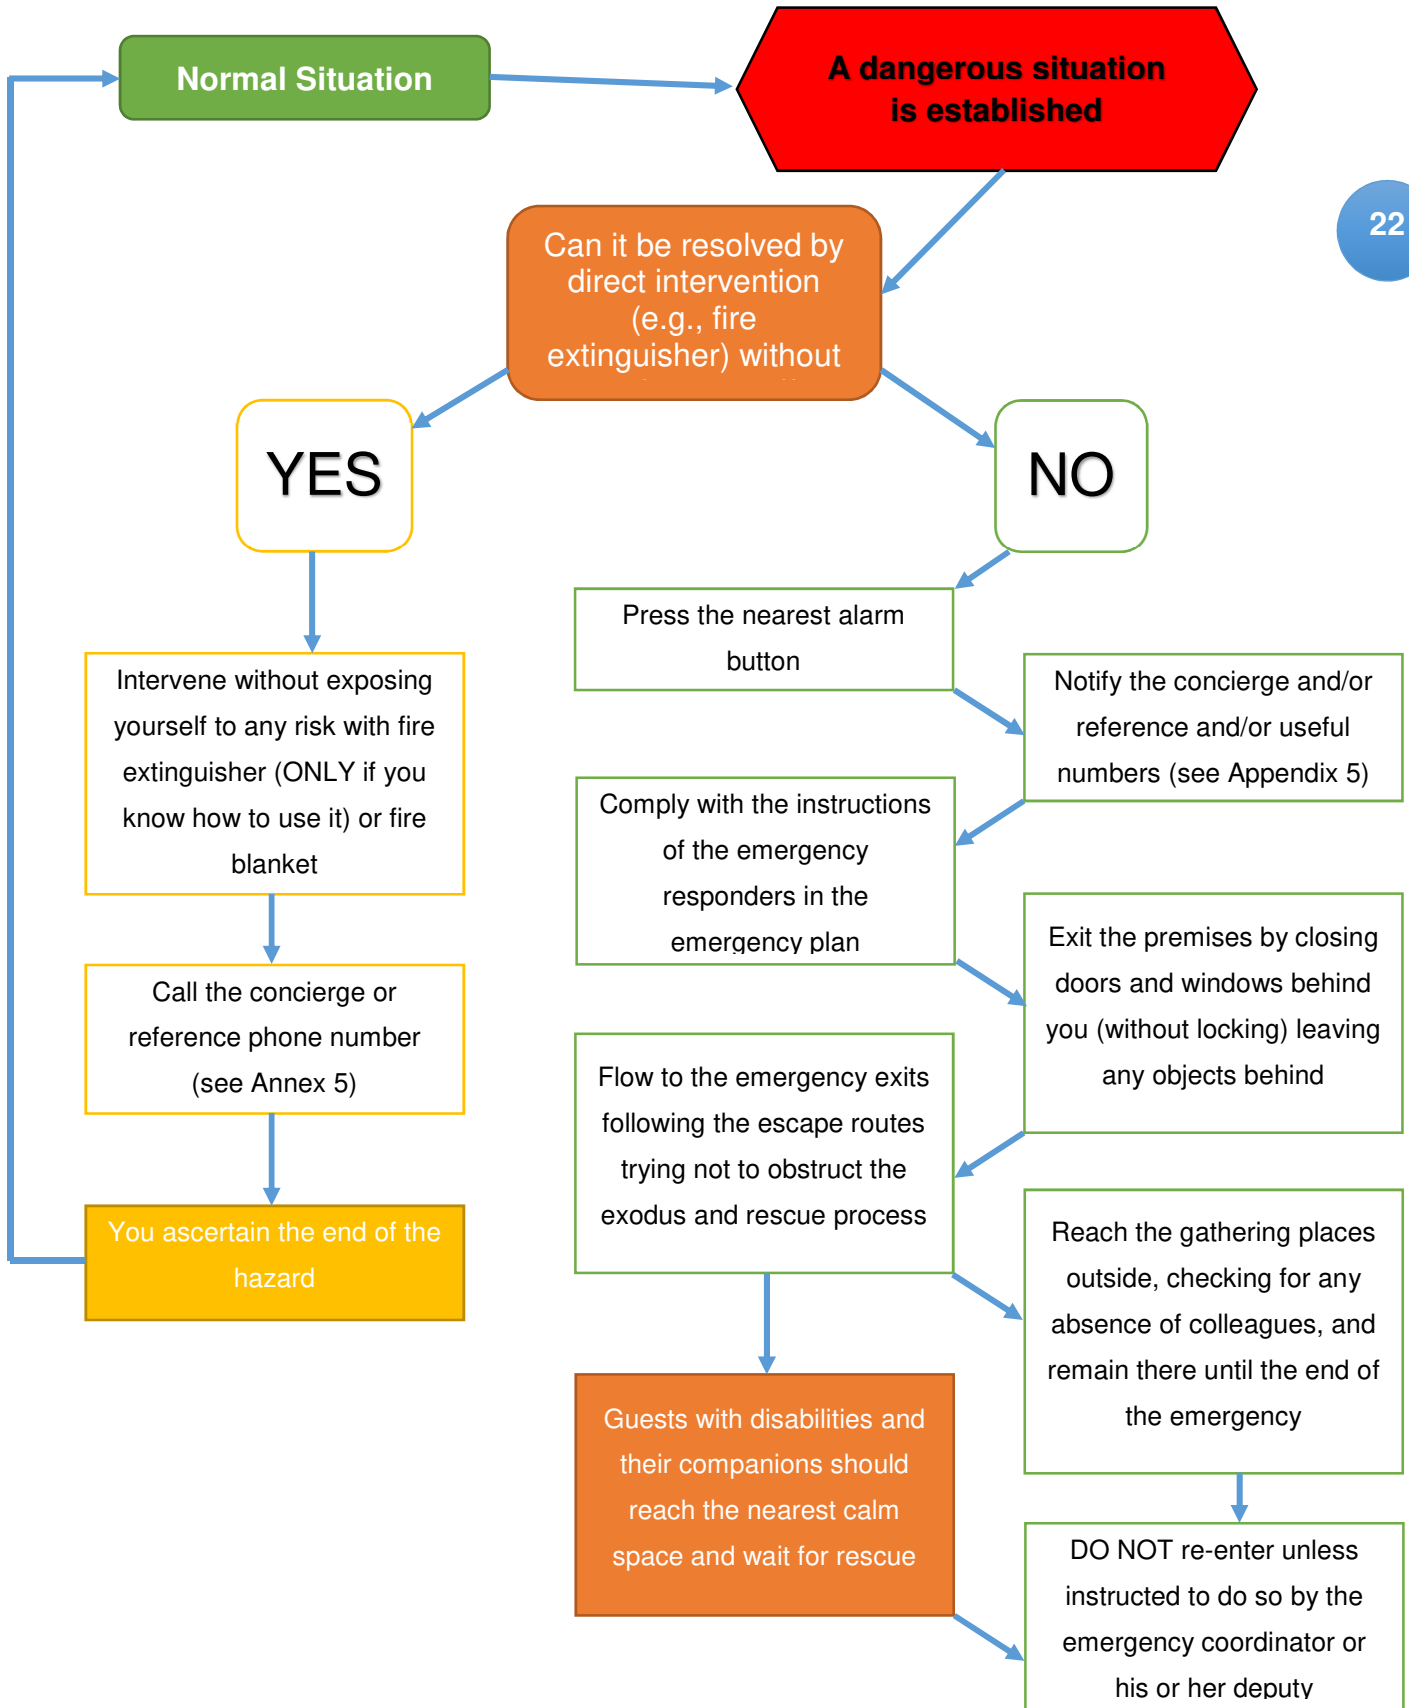 Normal Situation
A dangerous situation
is established
22
Can it be resolved by
direct intervention
(e.g., fire
extinguisher) without
YES
NO
Press the nearest alarm
button
Intervene without exposing
yourself to any risk with fire
extinguisher (ONLY if you
know how to use it) or fire
blanket
Notify the concierge and/or
reference and/or useful
numbers (see Appendix 5)
Comply with the instructions
of the emergency
responders in the
emergency plan
Exit the premises by closing
doors and windows behind
you (without locking) leaving
any objects behind
Call the concierge or
reference phone number
(see Annex 5)
Flow to the emergency exits
following the escape routes
trying not to obstruct the
exodus and rescue process
You ascertain the end of the
hazard
Reach the gathering places
outside, checking for any
absence of colleagues, and
remain there until the end of
the emergency
Guests with disabilities and
their companions should
reach the nearest calm
space and wait for rescue
DO NOT re-enter unless
instructed to do so by the
emergency coordinator or
his or her deputy